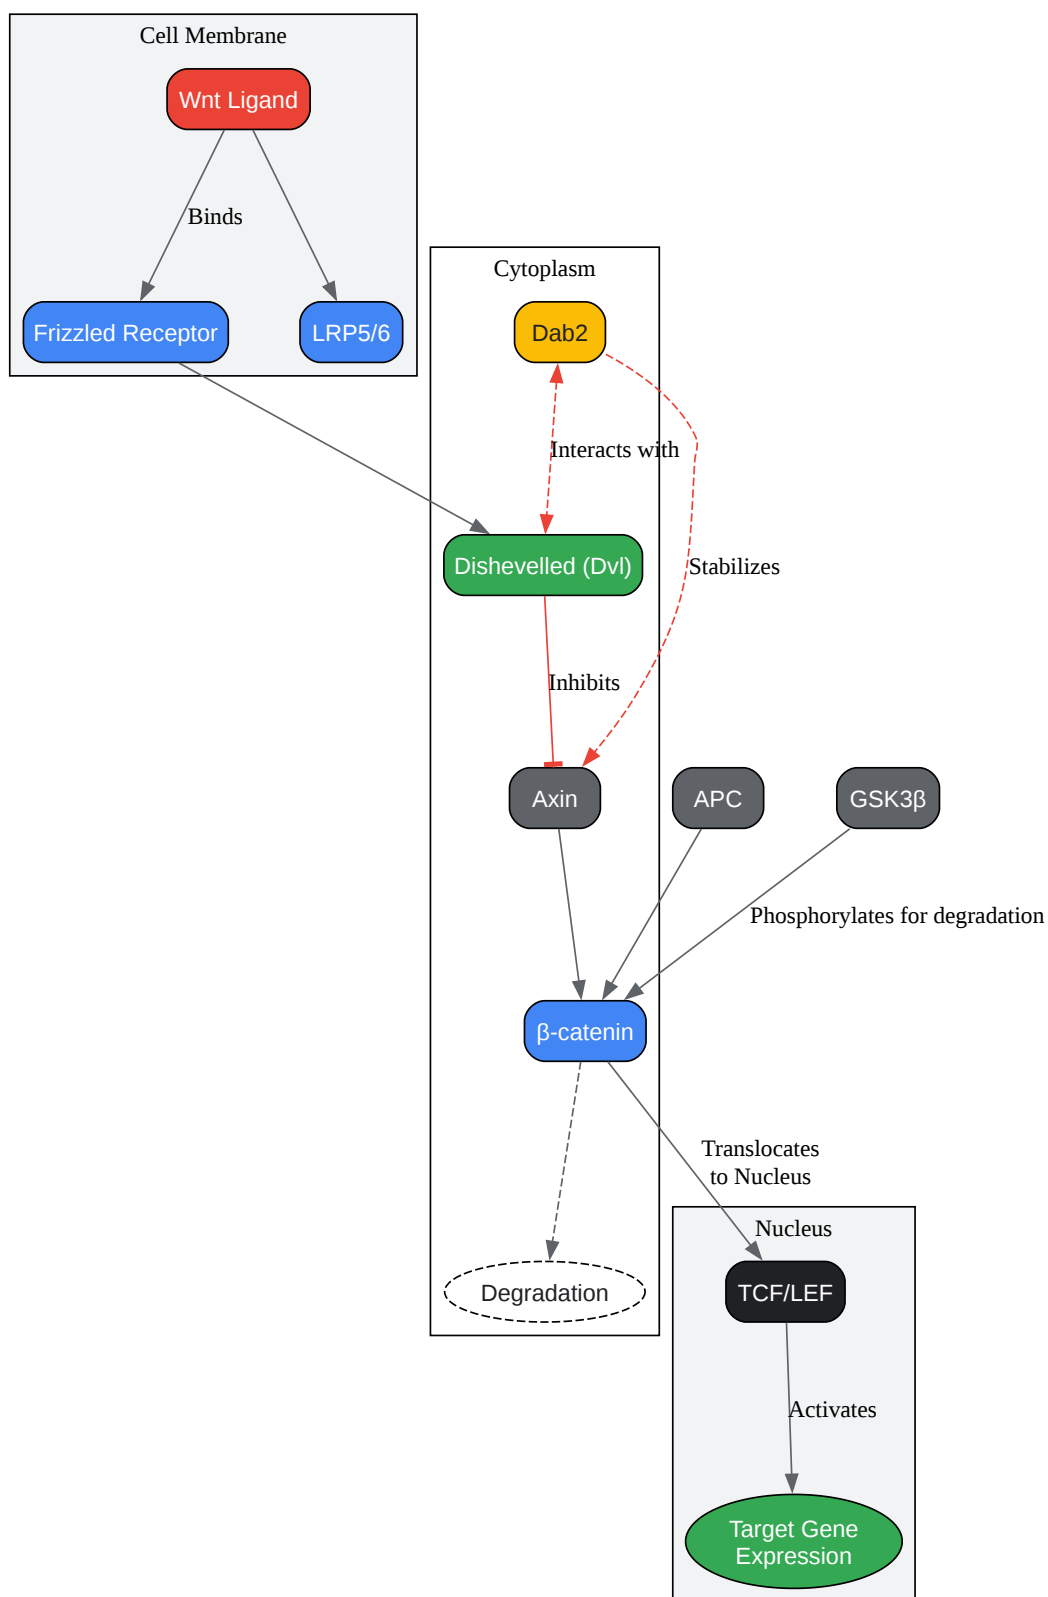 Cell Membrane
Wnt Ligand
Binds
Cytoplasm
Frizzled Receptor
LRP5/6
Dab2
Interacts with
Dishevelled (Dvl)
Stabilizes
Inhibits
Axin
APC
GSK3β
Phosphorylates for degradation
β-catenin
Translocates
to Nucleus
Nucleus
Degradation
TCF/LEF
Activates
Target Gene
Expression